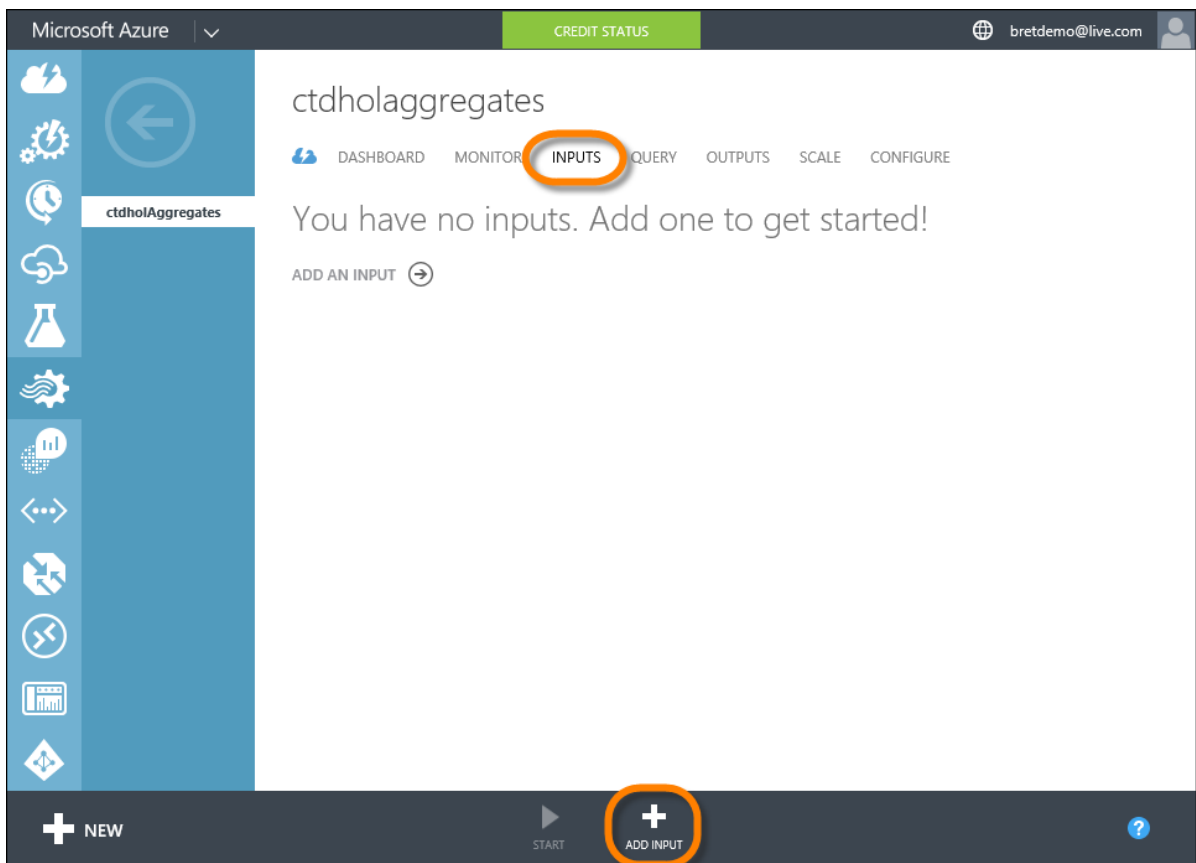 Microsoft Azure
CREDIT STATUS
bretdemo@live.com
ctdholAggregates
ctdholaggregates
DASHBOARD MONITOR INPUTS QUERY OUTPUTS SCALE CONFIGURE
You have no inputs. Add one to get started!
ADD AN INPUT
NEW
START
ADD INPUT
?